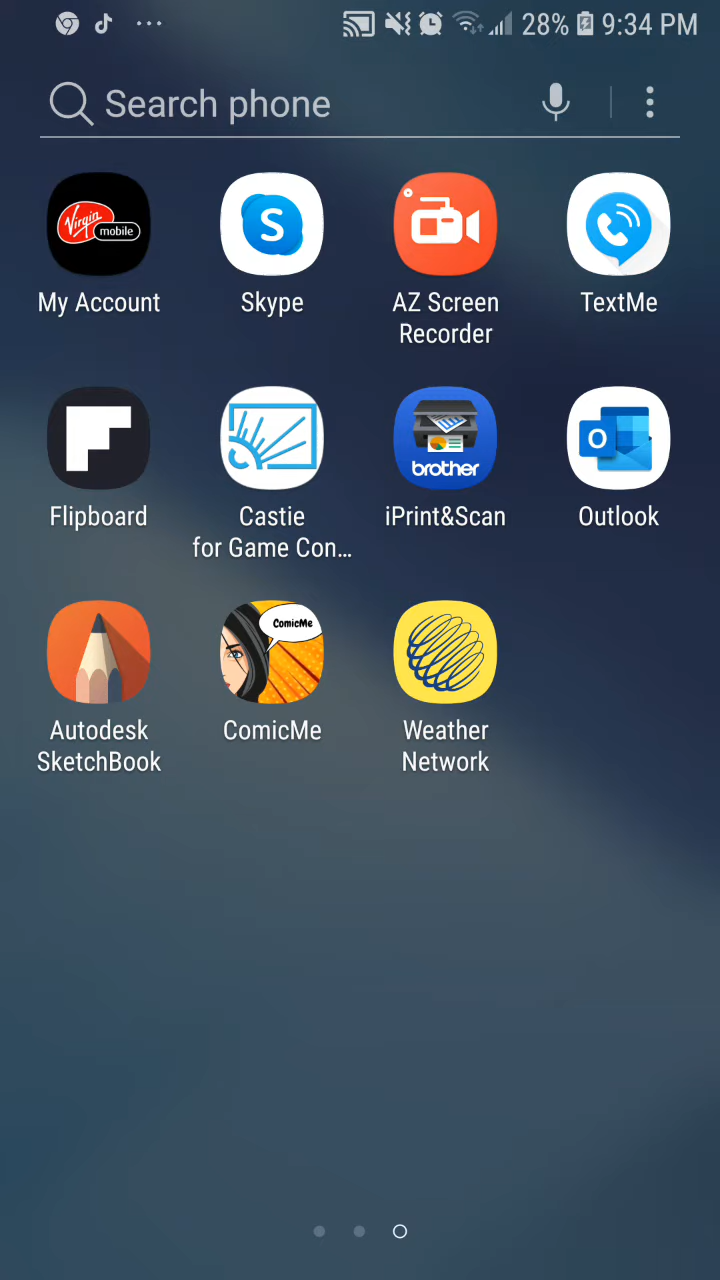 28% 9:34 PM
Search phone
Virgin mobile
S
My Account
Skype
AZ Screen
Recorder
TextMe
brother
O
Flipboard
Castie
for Game Con...
iPrint&Scan
Outlook
ComicMe
Autodesk
SketchBook
ComicMe
Weather
Network